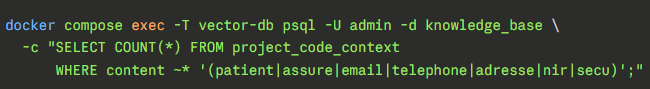 docker compose exec -T vector-db psql -U admin -d knowledge_base \
-c "SELECT COUNT(*) FROM project_code_context
WHERE content ~* '(patient|assure|email|telephone|adresse|nir|secu)';"